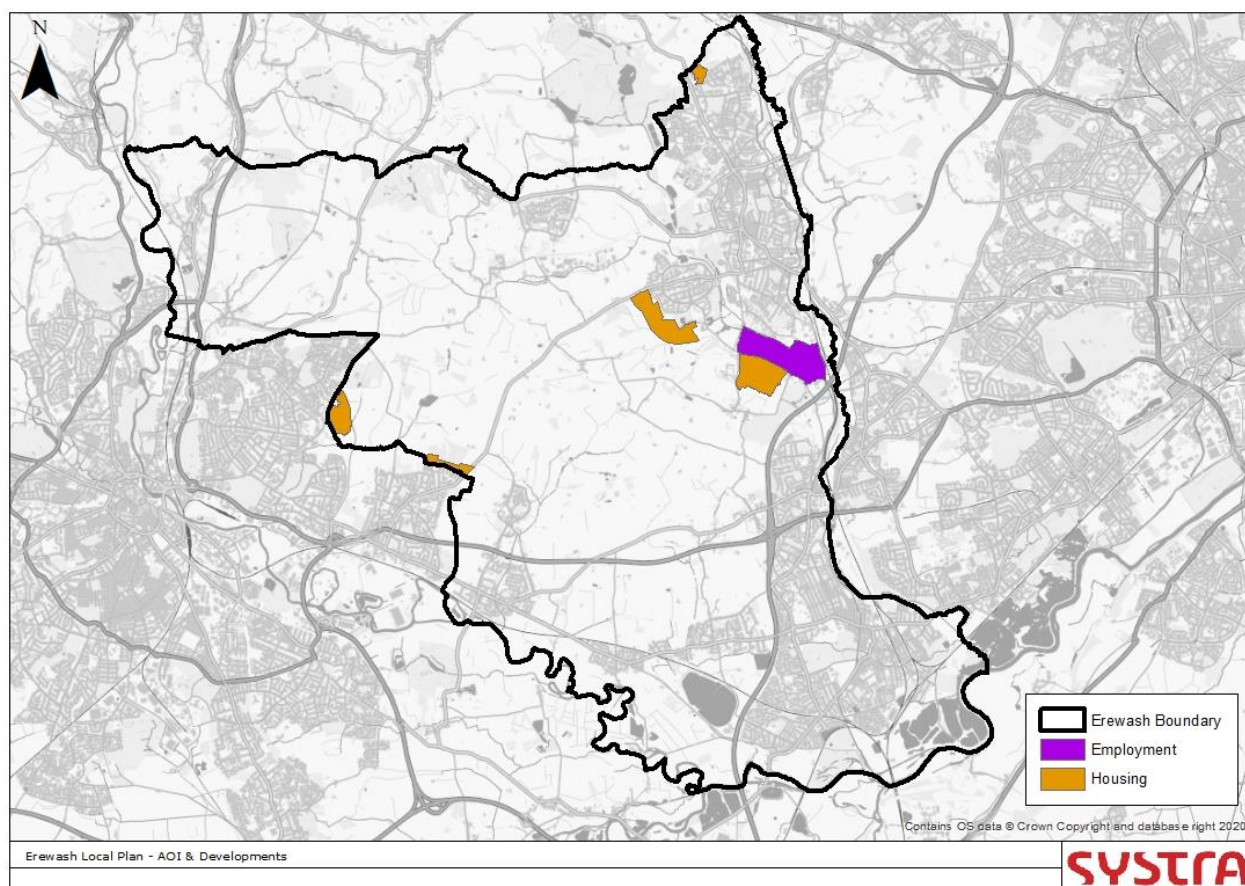 N
Erewash Boundary
Employment
Housing
Contains OS data © Crown Copyright and database right 2020
Erewash Local Plan - AOI & Developments
SYSTRA